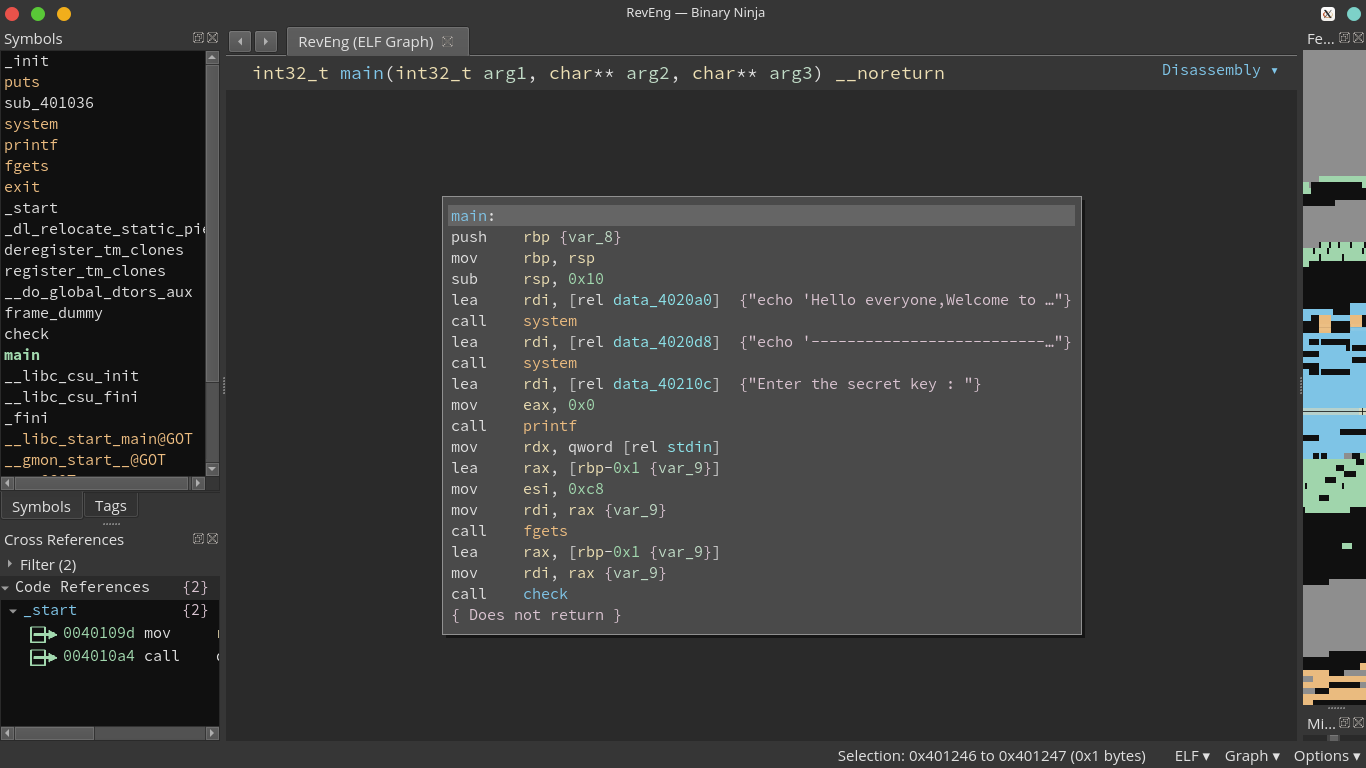 RevEng — Binary Ninja
Symbols
_init
puts
sub_401036
system
printf
fgets
exit
_start
_dl_relocate_static_pie
deregister_tm_clones
register_tm_clones
__do_global_dtors_aux
frame_dummy
check
main
__libc_csu_init
__libc_csu_fini
_fini
__libc_start_main@GOT
__gmon_start__@GOT
Symbols
Tags
Cross References
Filter (2)
Code References {2}
_start {2}
0040109d mov
004010a4 call
RevEng (ELF Graph)
int32_t main(int32_t arg1, char** arg2, char** arg3) __noreturn
Disassembly ▾
main:
push rbp {var_8}
mov rbp, rsp
sub rsp, 0x10
lea rdi, [rel data_4020a0] {"echo 'Hello everyone,Welcome to …"}
call system
lea rdi, [rel data_4020d8] {"echo '--------------------------…"}
call system
lea rdi, [rel data_40210c] {"Enter the secret key : "}
mov eax, 0x0
call printf
mov rdx, qword [rel stdin]
lea rax, [rbp-0x1 {var_9}]
mov esi, 0xc8
mov rdi, rax {var_9}
call fgets
lea rax, [rbp-0x1 {var_9}]
mov rdi, rax {var_9}
call check
{ Does not return }
Fe...
Mi...
Selection: 0x401246 to 0x401247 (0x1 bytes)
ELF ▾
Graph ▾
Options ▾